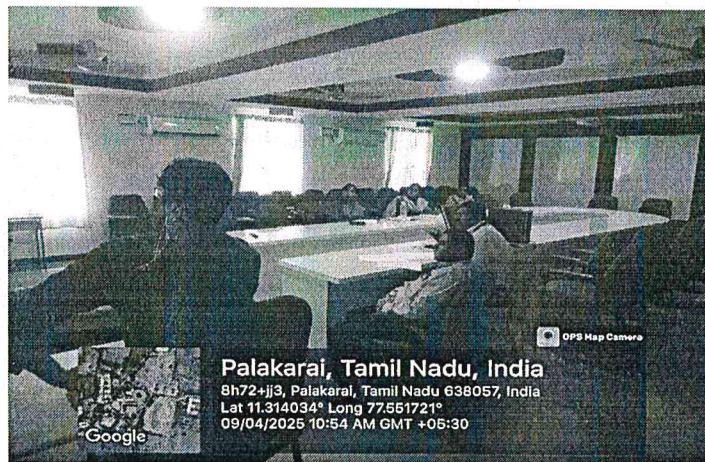 GPS Map Camera
Palakarai, Tamil Nadu, India
8h72+jj3, Palakarai, Tamil Nadu 638057, India
Lat 11.314034° Long 77.551721°
09/04/2025 10:54 AM GMT +05:30
Google